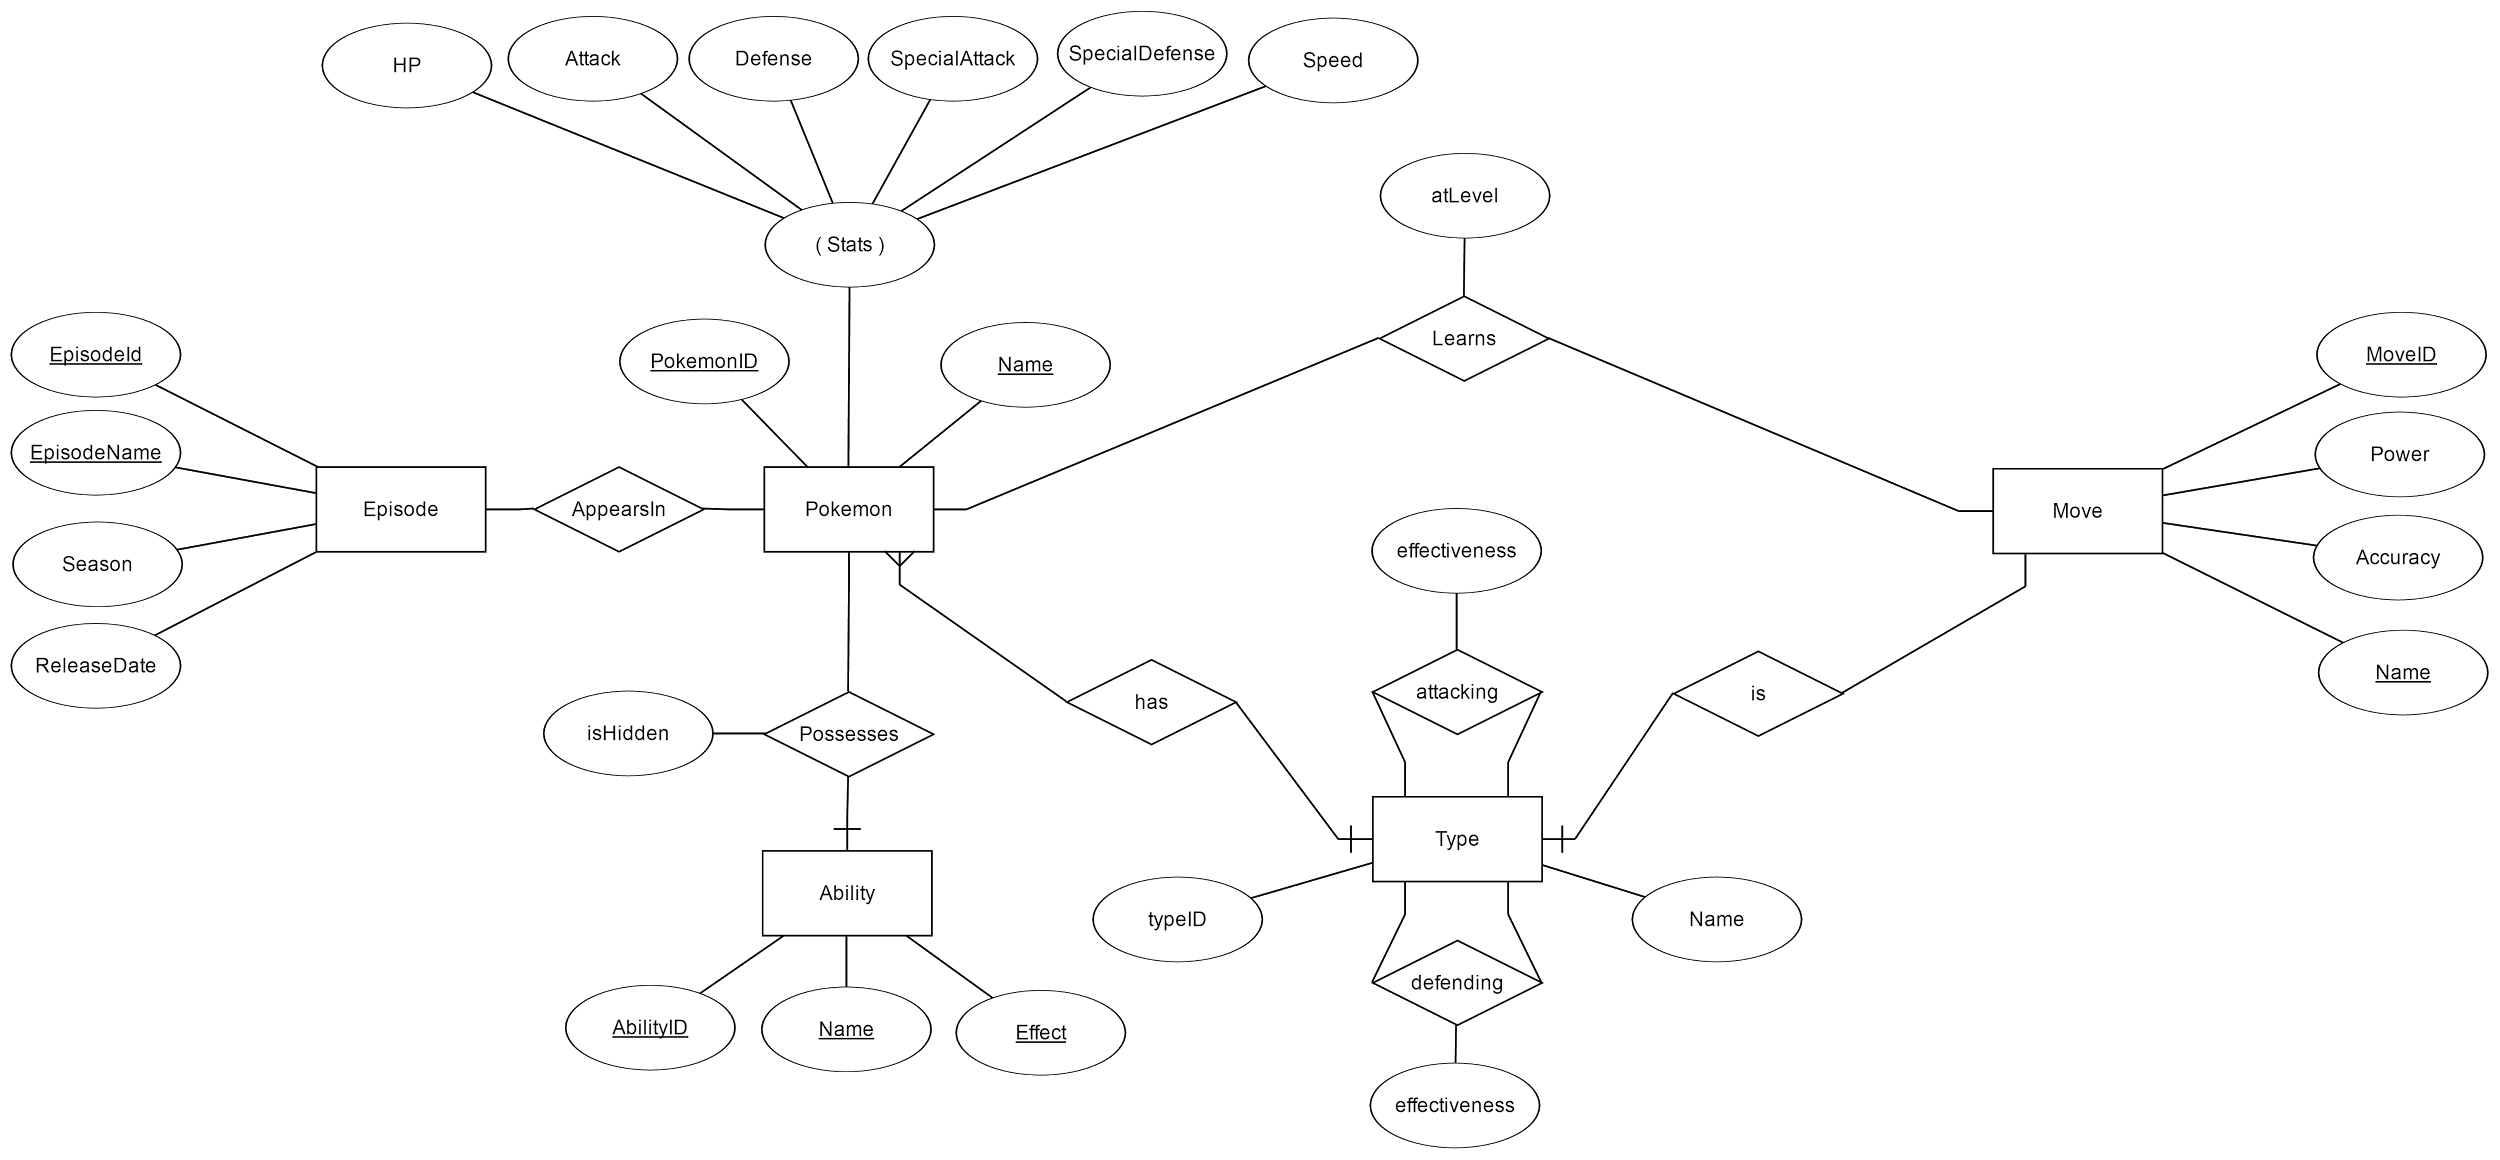 HP
Attack
Defense
SpecialAttack
SpecialDefense
Speed
( Stats )
atLevel
EpisodeId
PokemonID
Name
Learns
MoveID
EpisodeName
Power
Episode
AppearsIn
Pokemon
Move
Season
effectiveness
Accuracy
ReleaseDate
Name
isHidden
Possesses
has
attacking
is
Type
Ability
typeID
Name
AbilityID
Name
Effect
defending
effectiveness